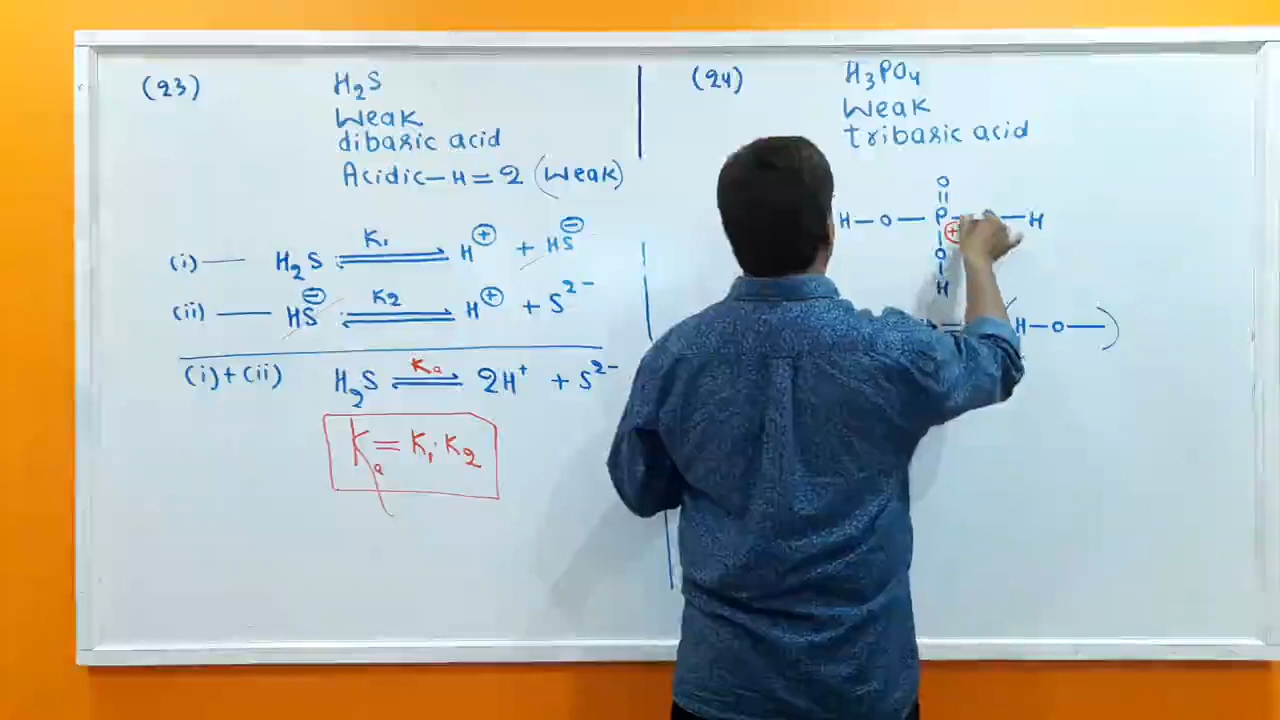 (23)
H₂S
Weak
dibasic acid
Acidic–H = 2 (Weak)
(i) — H₂S ⇌ H⊕ + HS⊖
K₁
(ii) — HS⊖ ⇌ H⊕ + S²⁻
K₂
(i)+(ii) H₂S ⇌ 2H⁺ + S²⁻
Ka
Ka = K₁·K₂
(24)
H₃PO₄
Weak
tribasic acid
O
||
H–O–P–
–H
⊕
|
O
|
H
H–O– )